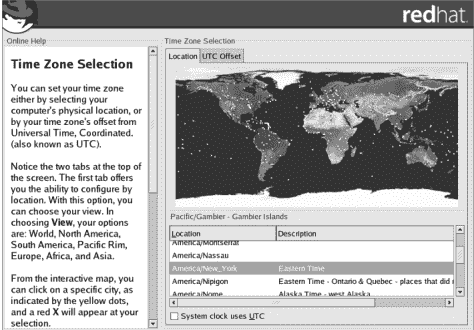 redhat.
Online Help
Time Zone Selection
You can set your time zone
either by selecting your
computer's physical location, or
by your time zone's offset from
Universal Time, Coordinated.
(also known as UTC).
Notice the two tabs at the top of
the screen. The first tab offers
you the ability to configure by
location. With this option, you
can choose your view. In
choosing View, your options
are: World, North America,
South America, Pacific Rim,
Europe, Africa, and Asia.
From the interactive map, you
can click on a specific city, as
indicated by the yellow dots,
and a red X will appear at your
selection.
Time Zone Selection
Location UTC Offset
Pacific/Gambier - Gambier Islands
Location Description
America/Montserrat
America/Nassau
America/New_York Eastern Time
America/Nipigon Eastern Time - Ontario & Quebec - places that did n
America/Nome Alaska Time - west Alaska
System clock uses UTC